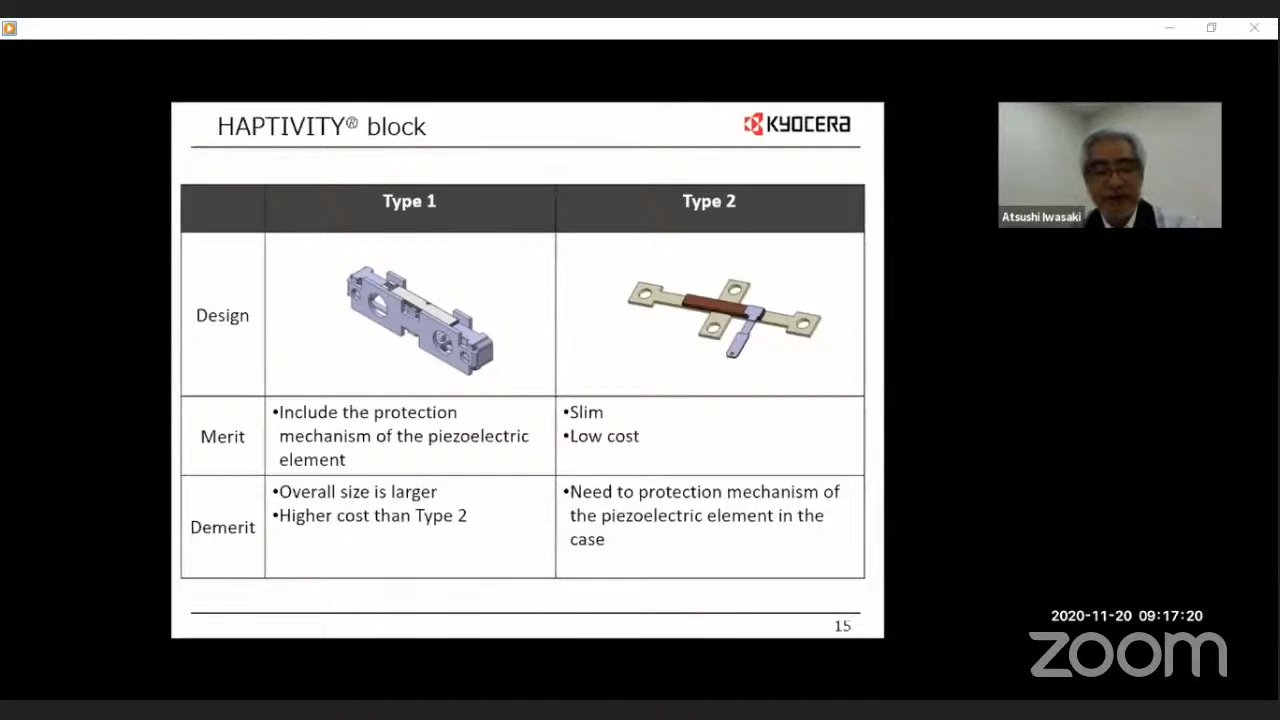 HAPTIVITY® block
KYOCERA
Type 1
Type 2
Design
Merit
•Include the protection
mechanism of the piezoelectric
element
•Slim
•Low cost
Demerit
•Overall size is larger
•Higher cost than Type 2
•Need to protection mechanism of
the piezoelectric element in the
case
15
Atsushi Iwasaki
2020-11-20 09:17:20
zoom